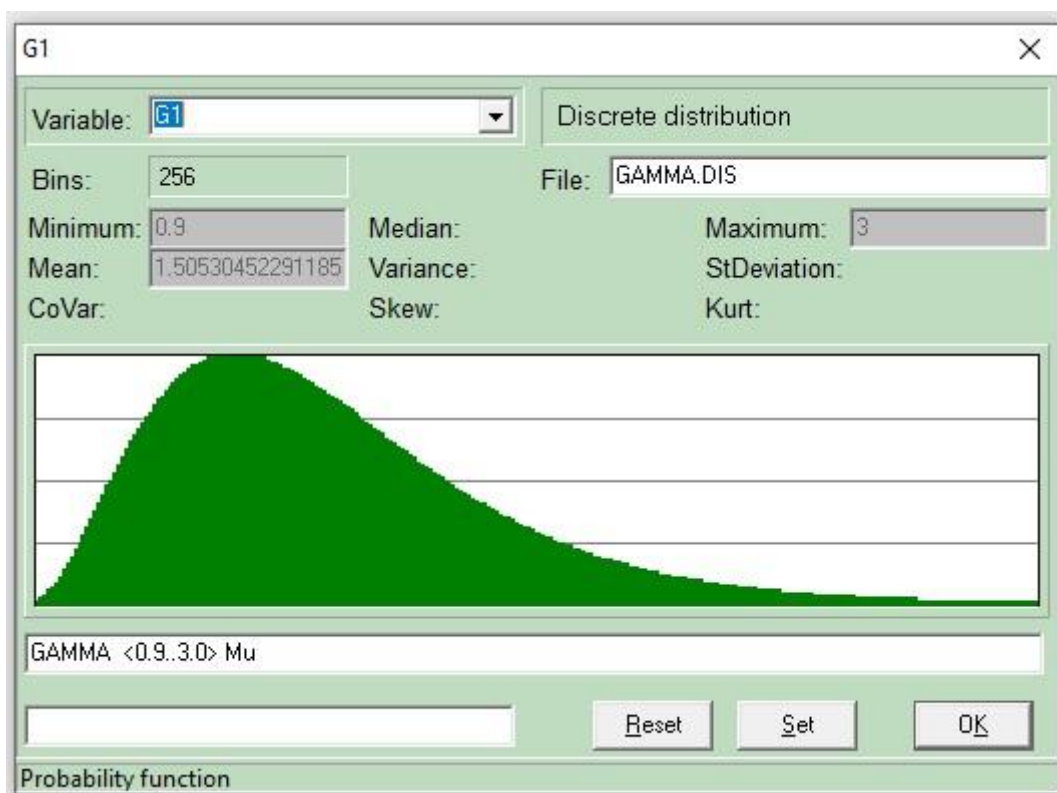 G1
Variable: G1 Discrete distribution
Bins: 256 File: GAMMA.DIS
Minimum: 0.9 Median: Maximum: 3
Mean: 1.50530452291185 Variance: StDeviation:
CoVar: Skew: Kurt:
GAMMA <0.9..3.0> Mu
Reset Set OK
Probability function